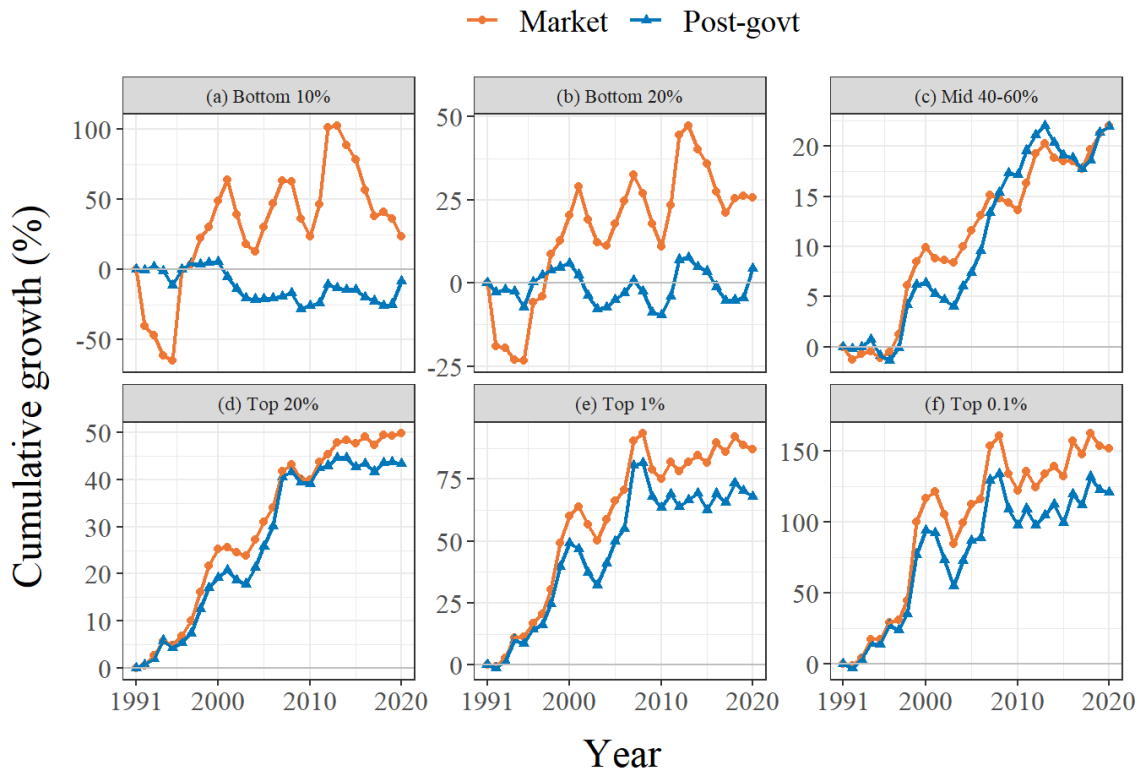 Market Post-govt
(a) Bottom 10%
(b) Bottom 20%
(c) Mid 40-60%
100
50
0
-50
50
25
0
-25
20
15
10
5
0
Cumulative growth (%)
(d) Top 20%
(e) Top 1%
(f) Top 0.1%
50
40
30
20
10
0
75
50
25
0
150
100
50
0
1991 2000 2010 2020
1991 2000 2010 2020
1991 2000 2010 2020
Year